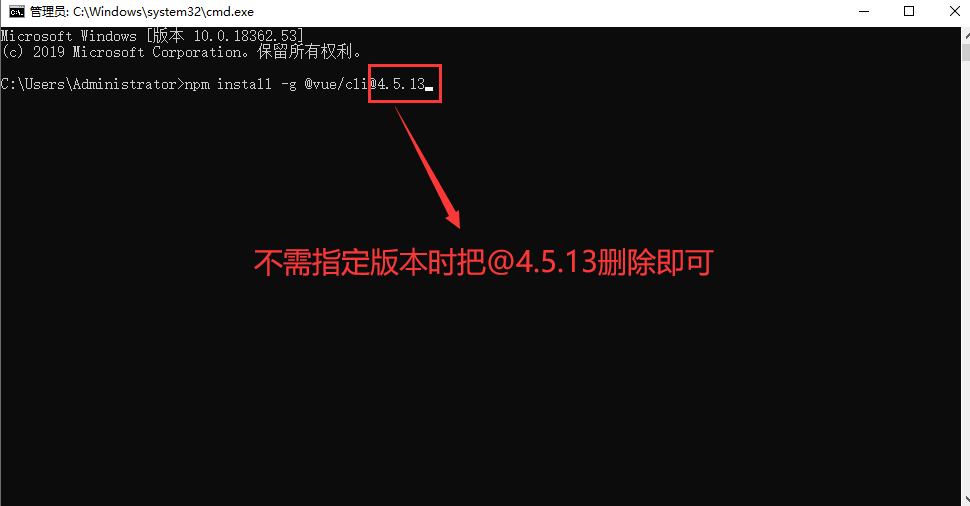 管理员: C:\Windows\system32\cmd.exe
Microsoft Windows [版本 10.0.18362.53]
(c) 2019 Microsoft Corporation。保留所有权利。
C:\Users\Administrator>npm install -g @vue/cli@4.5.13
不需指定版本时把@4.5.13删除即可